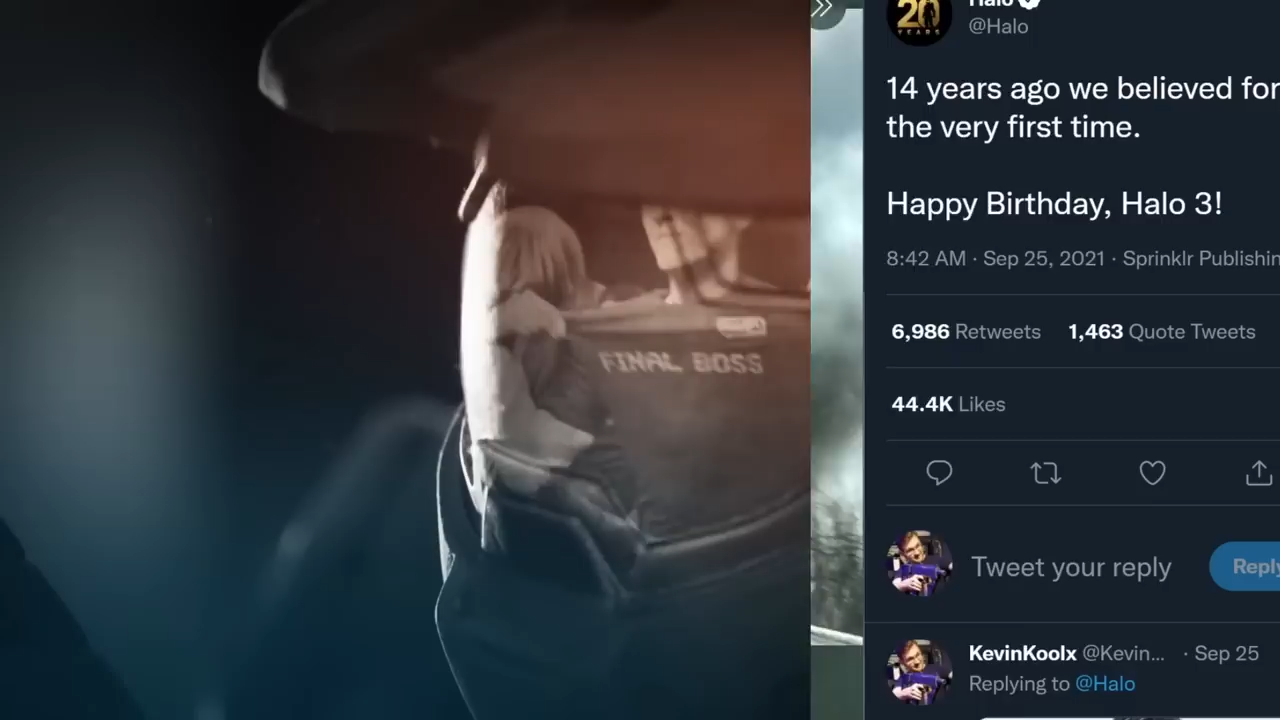 Halo
20
YEARS
@Halo
14 years ago we believed for
the very first time.
Happy Birthday, Halo 3!
8:42 AM · Sep 25, 2021 · Sprinklr Publishin
6,986 Retweets 1,463 Quote Tweets
44.4K Likes
Tweet your reply
Reply
KevinKoolx @Kevin... · Sep 25
Replying to @Halo
FINAL BOSS